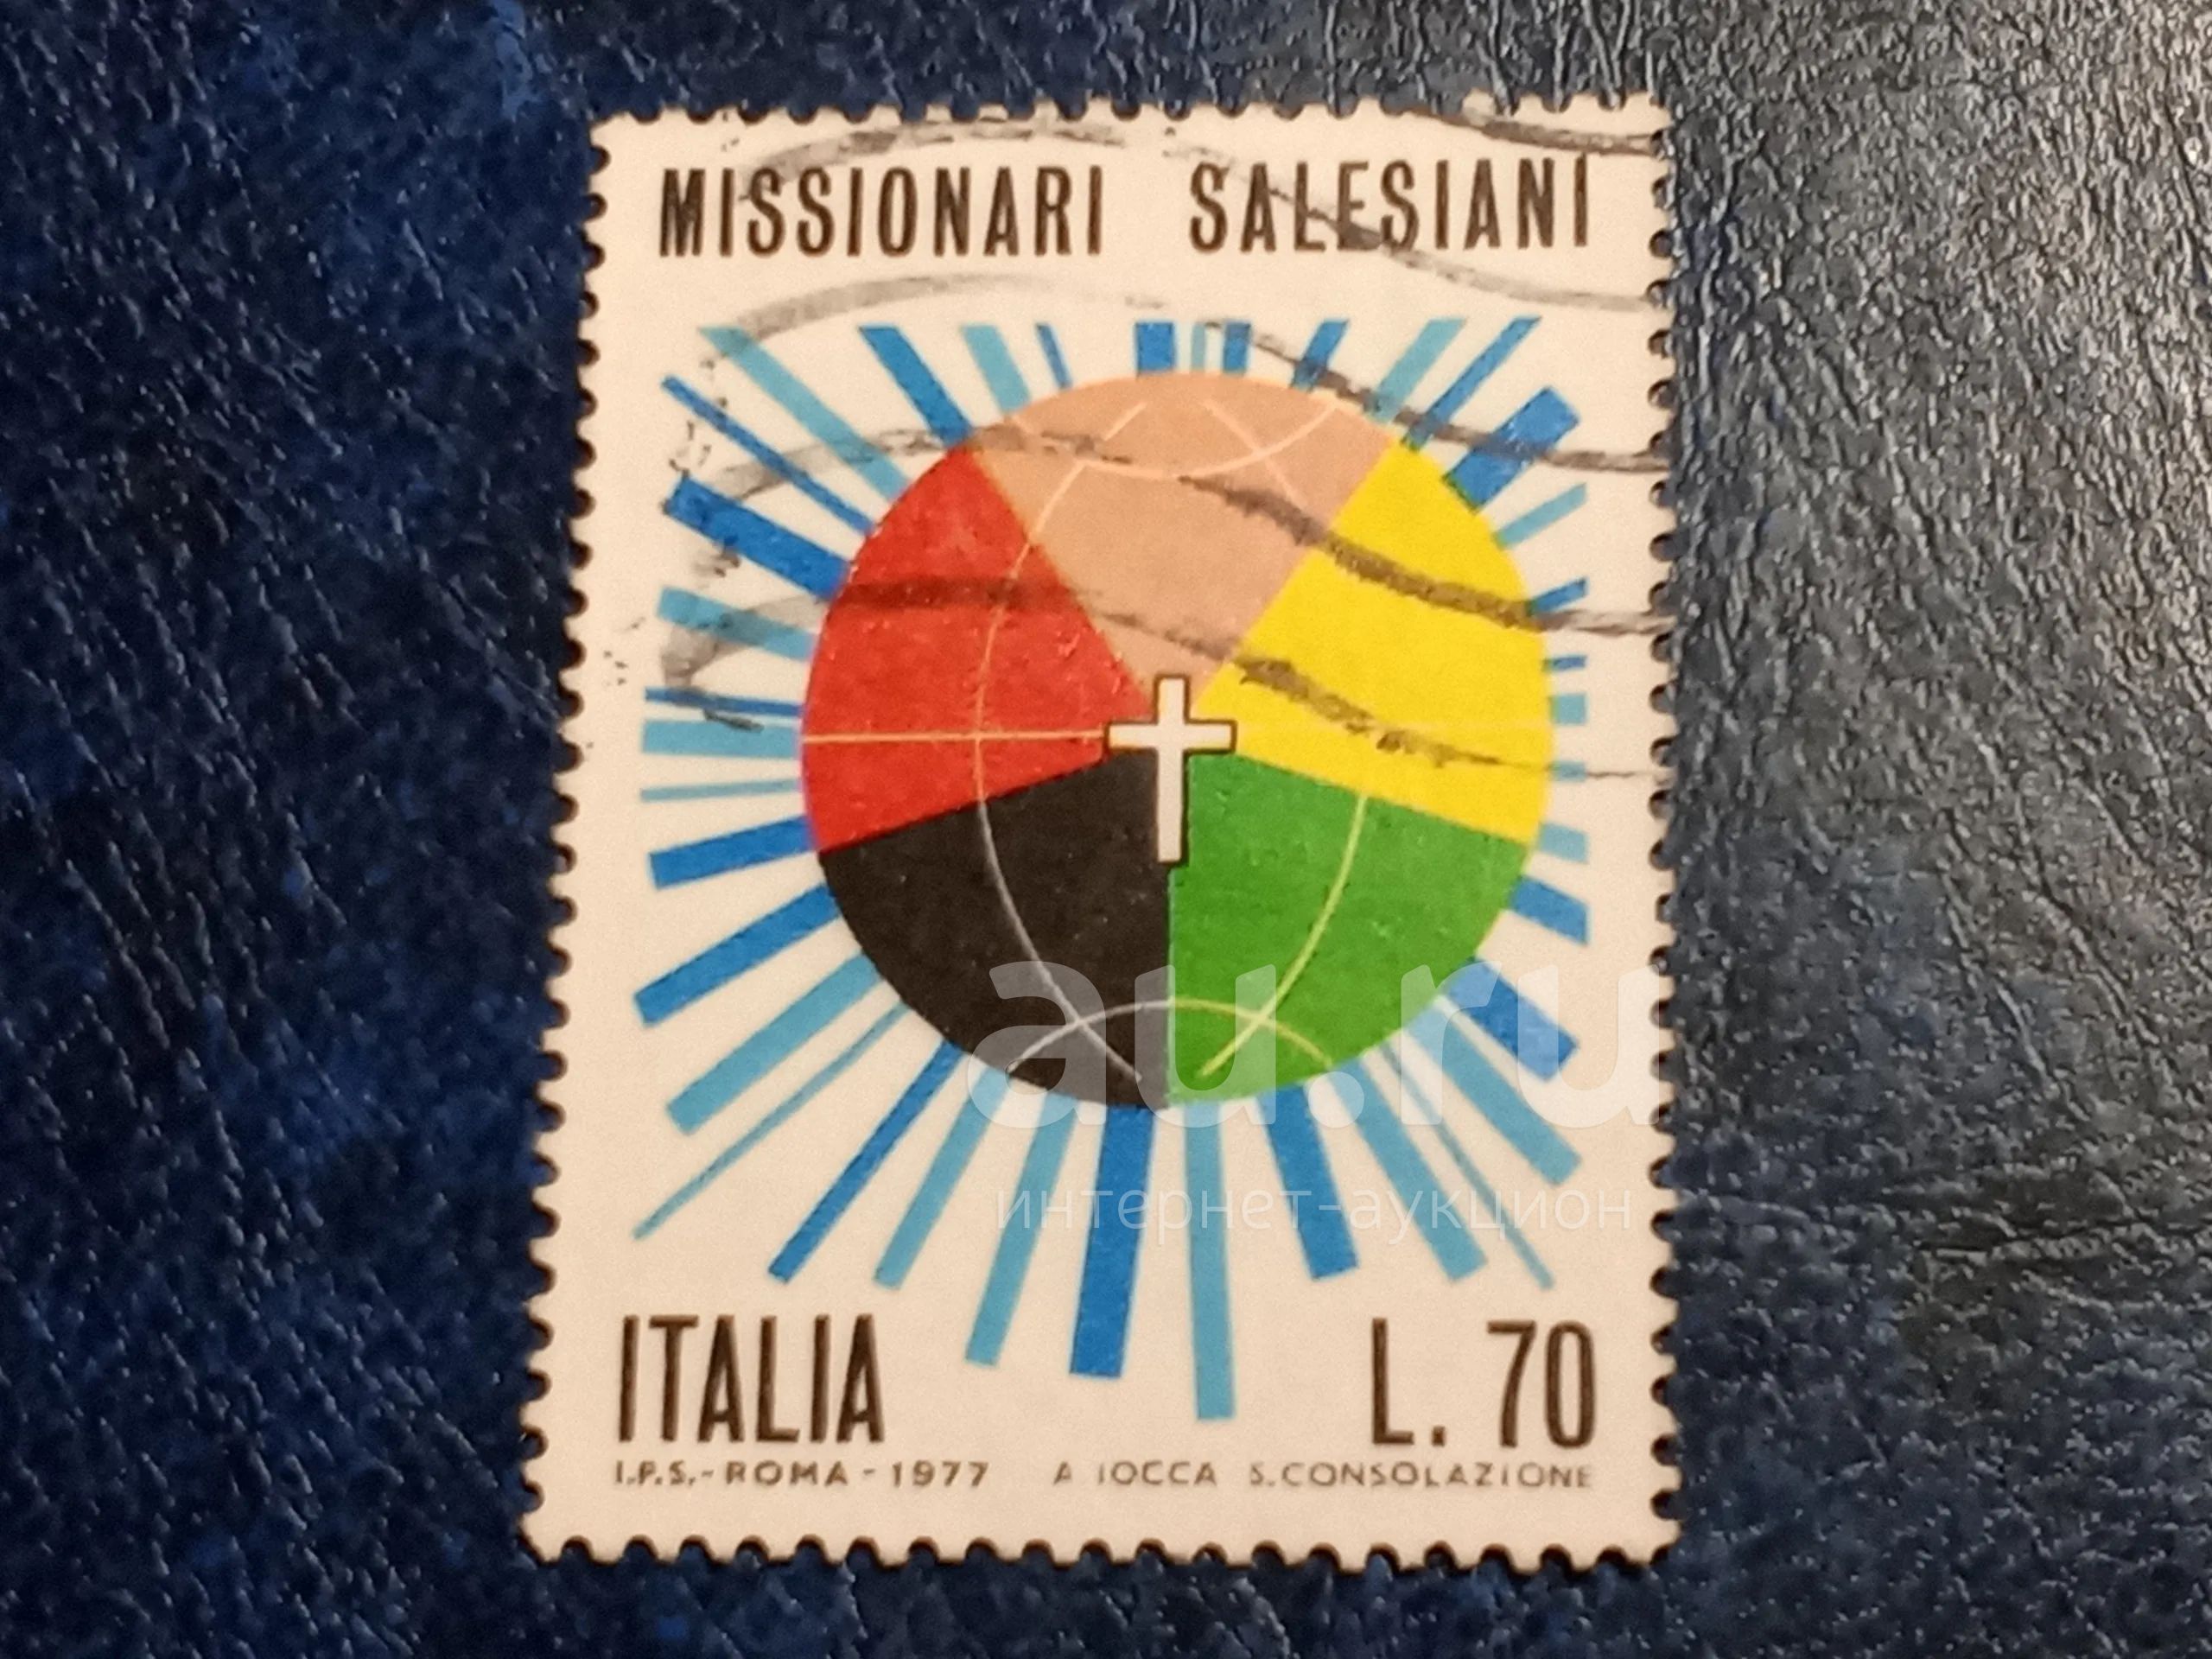 MISSIONARI SALESIANI
au.ru
интернет-аукцион
ITALIA L. 70
I.P.S. - ROMA - 1977 A IOCCA S. CONSOLAZIONE